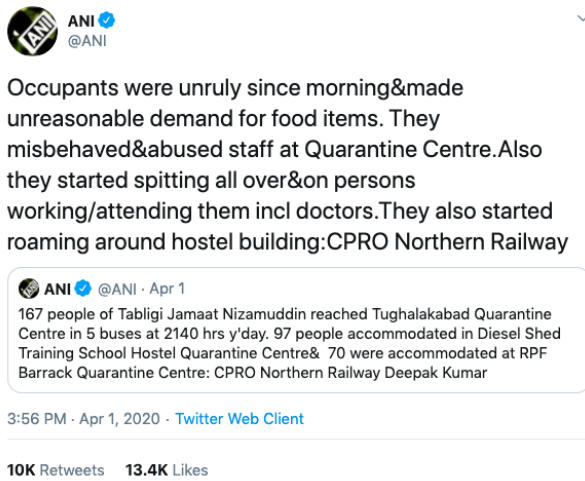 ANI
@ANI
Occupants were unruly since morning&made
unreasonable demand for food items. They
misbehaved&abused staff at Quarantine Centre.Also
they started spitting all over&on persons
working/attending them incl doctors.They also started
roaming around hostel building:CPRO Northern Railway
ANI @ANI · Apr 1
167 people of Tabligi Jamaat Nizamuddin reached Tughalakabad Quarantine
Centre in 5 buses at 2140 hrs y'day. 97 people accommodated in Diesel Shed
Training School Hostel Quarantine Centre&  70 were accommodated at RPF
Barrack Quarantine Centre: CPRO Northern Railway Deepak Kumar
3:56 PM · Apr 1, 2020 · Twitter Web Client
10K Retweets 13.4K Likes